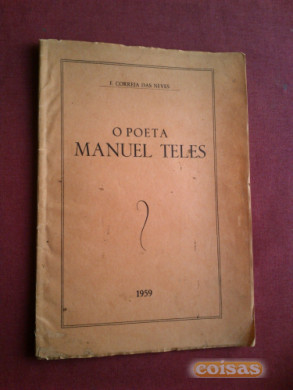 F. CORREIA DAS NEVES
O POETA
MANUEL TELES
1959
coisas